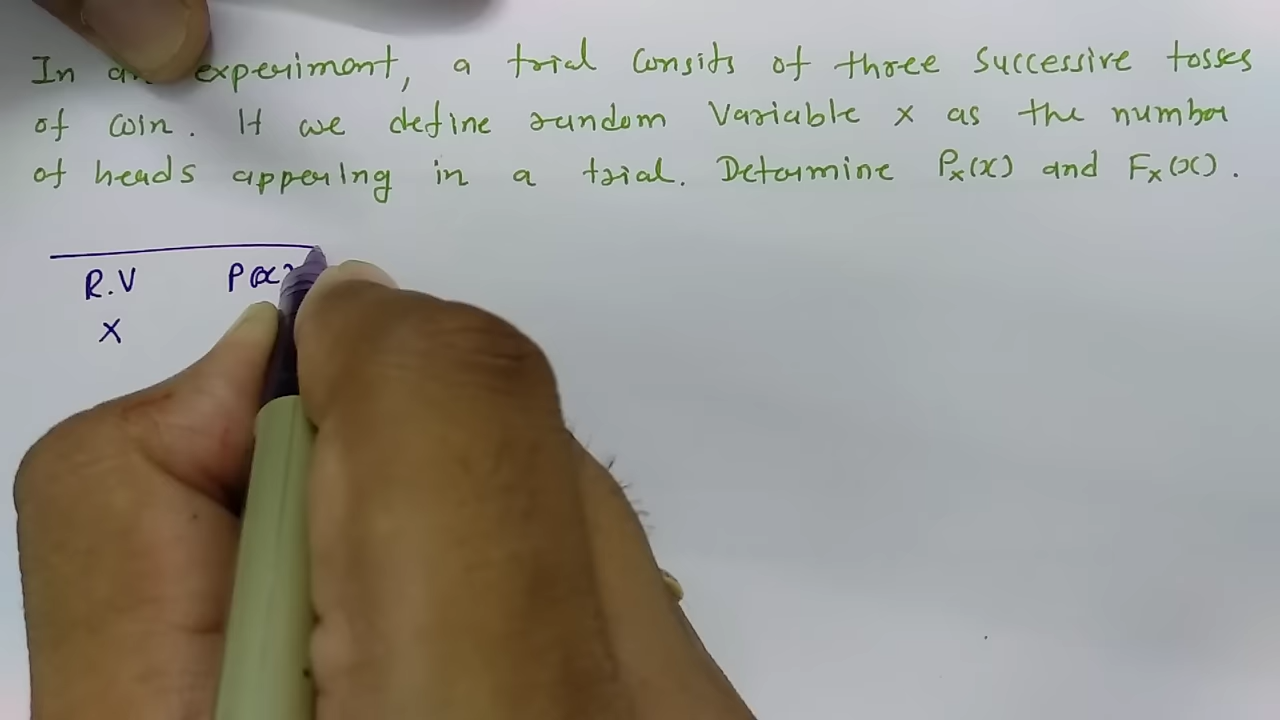 In an experiment, a trial consits of three successive tosses
of coin. If we define random variable x as the number
of heads appering in a trial. Determine Px(x) and Fx(x).
R.V P(x)
X